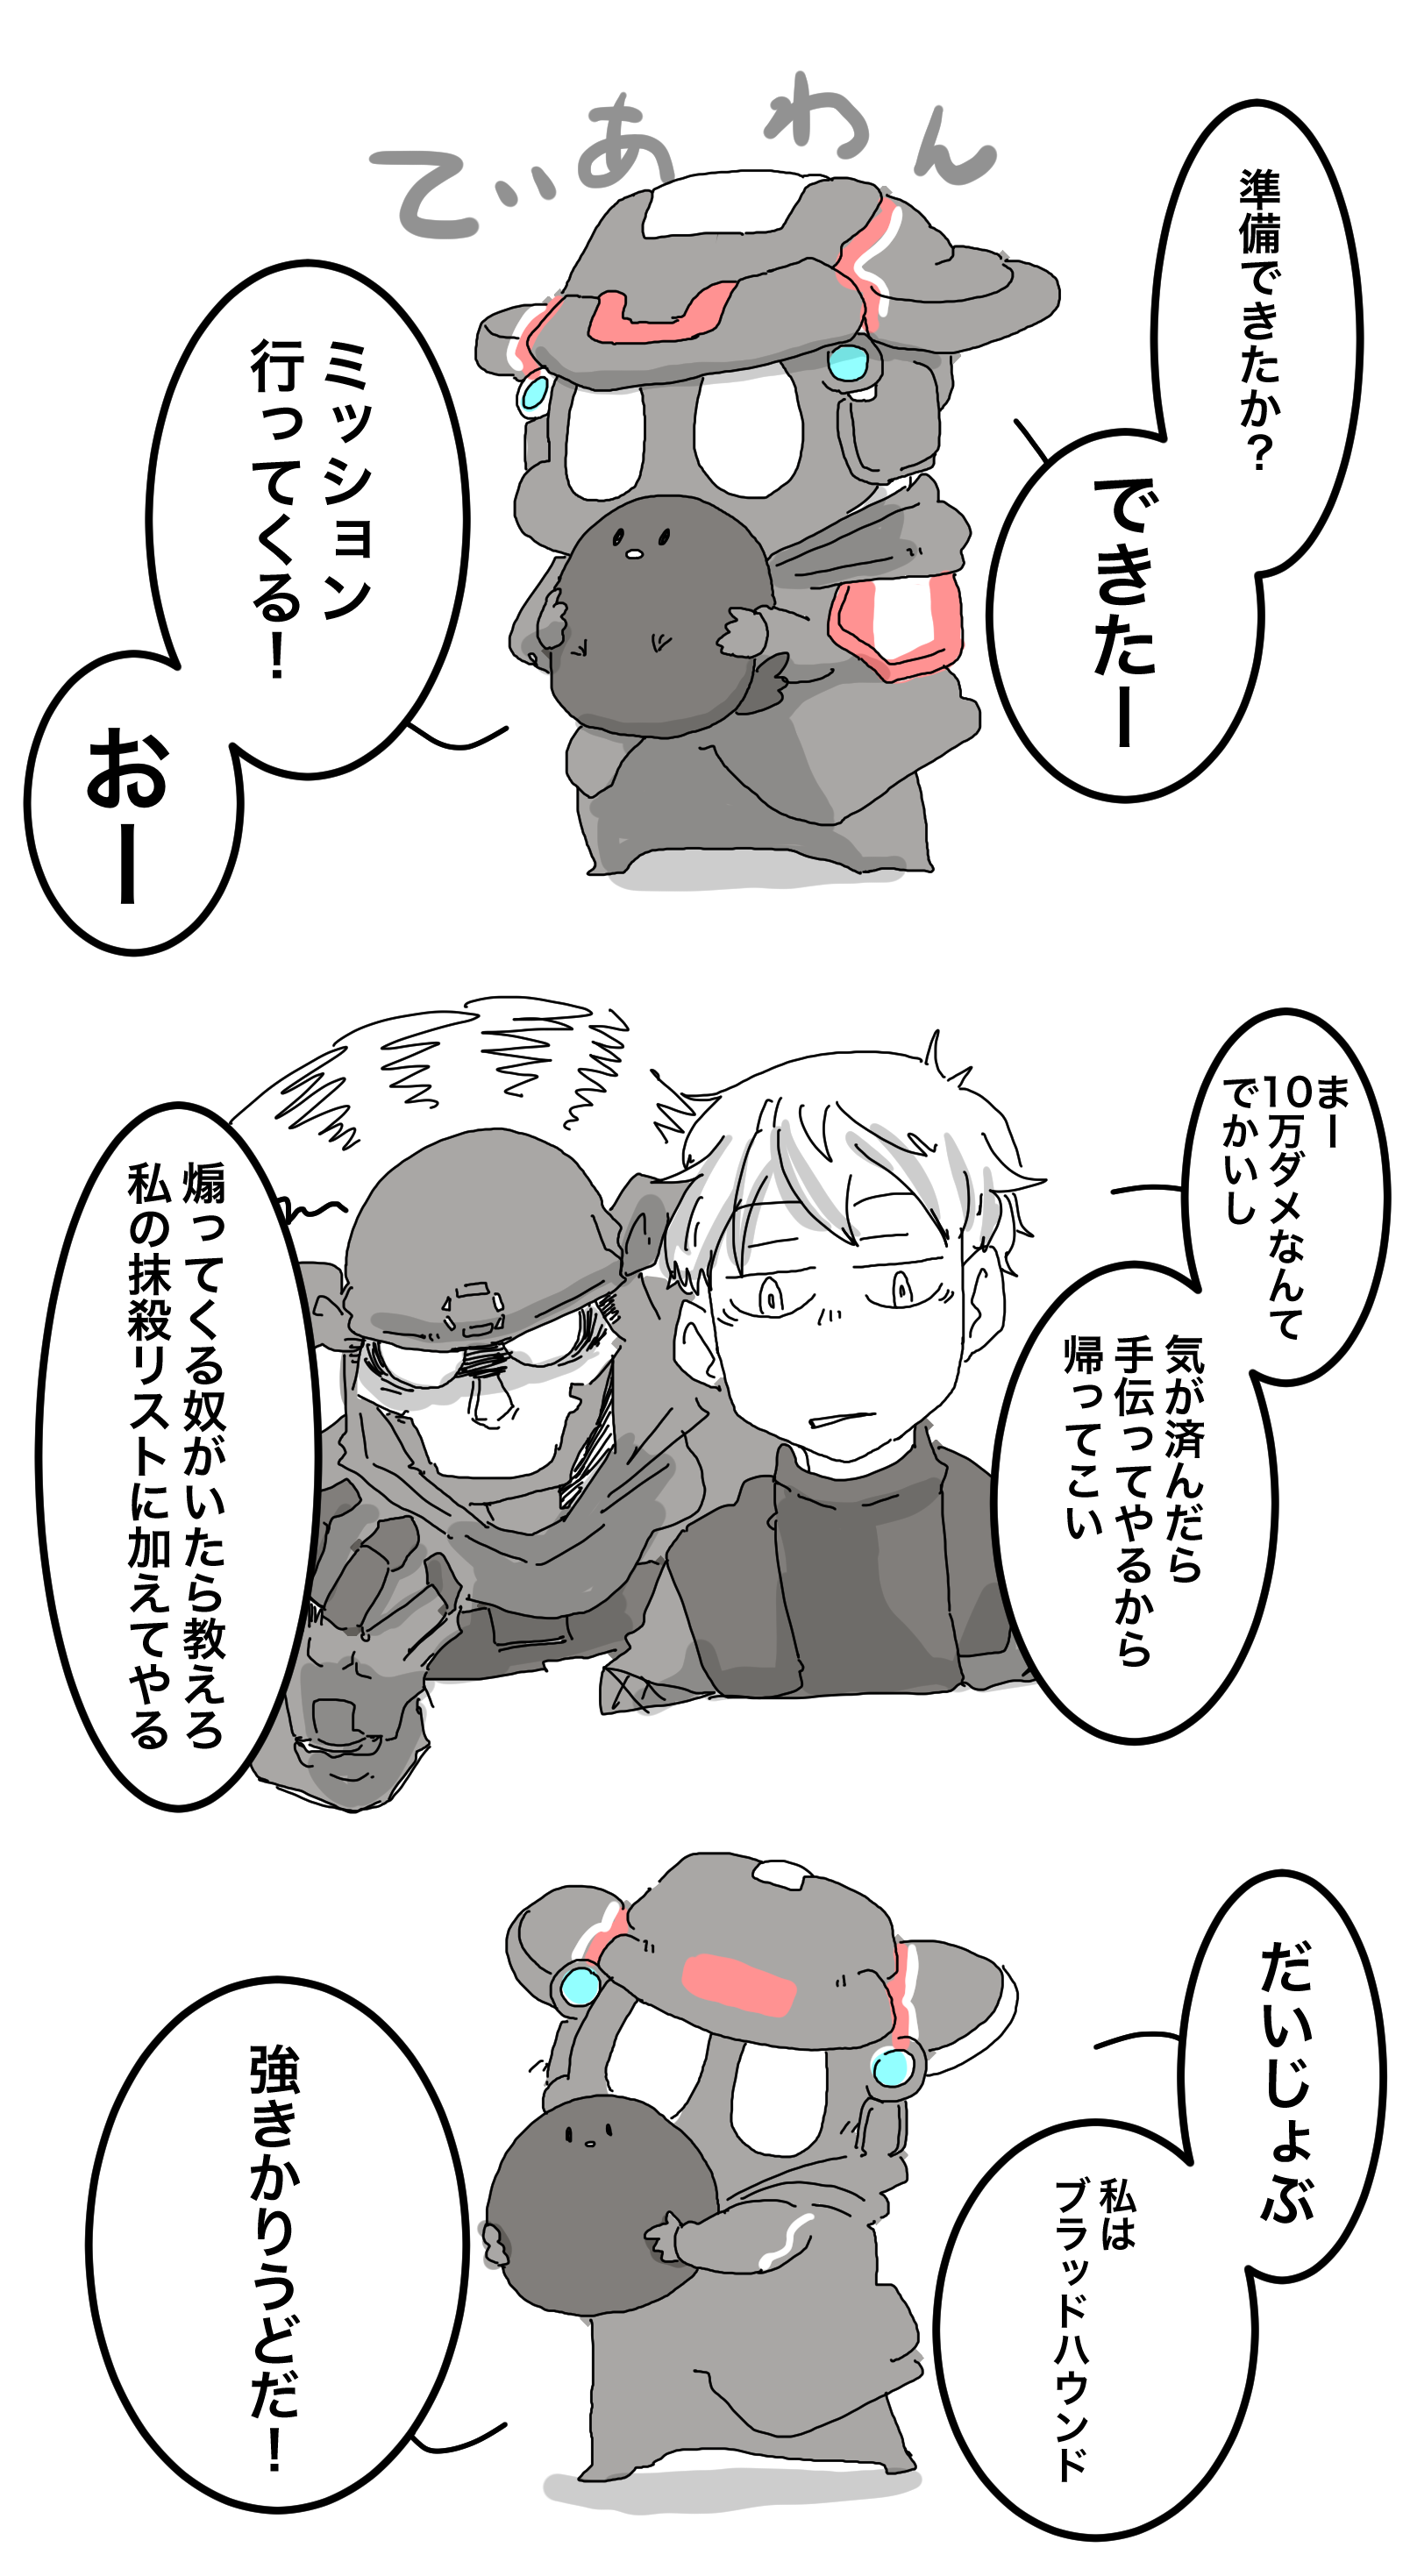 てぃあわん
準備できたか?
できたー
ミッション
行ってくる!
おー
まー
10万ダメなんて
でかいし
気が済んだら
手伝ってやるから
帰ってこい
煽ってくる奴がいたら教えろ
私の抹殺リストに加えてやる
だいじょぶ
私は
ブラッドハウンド
強きかりうどだ!